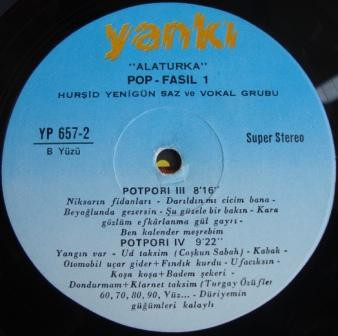 yankı
"ALATURKA"
POP - FASIL 1
HURŞİD YENİGÜN SAZ ve VOKAL GRUBU
YP 657-2
B Yüzü
Super Stereo
POTPORI III 8'16"
Niksarın fidanları - Darıldın mı cicim bana -
Beyoğlunda gezersin - Şu güzele bir bakın - Kara
gözlüm efkârlanma gül gayrı -
Ben kalender meşrebim
POTPORI IV 9'22"
Yangın var - Ud taksim (Coşkun Sabah) - Kabak -
Otomobil uçar gider + Fındık kurdu - Ufacıksın -
Koşa koşa + Badem şekeri -
Dondurmam + Klarnet taksim (Turgay Özüfler
60, 70, 80, 90, Yüz... - Düriyemin
güğümleri kalaylı